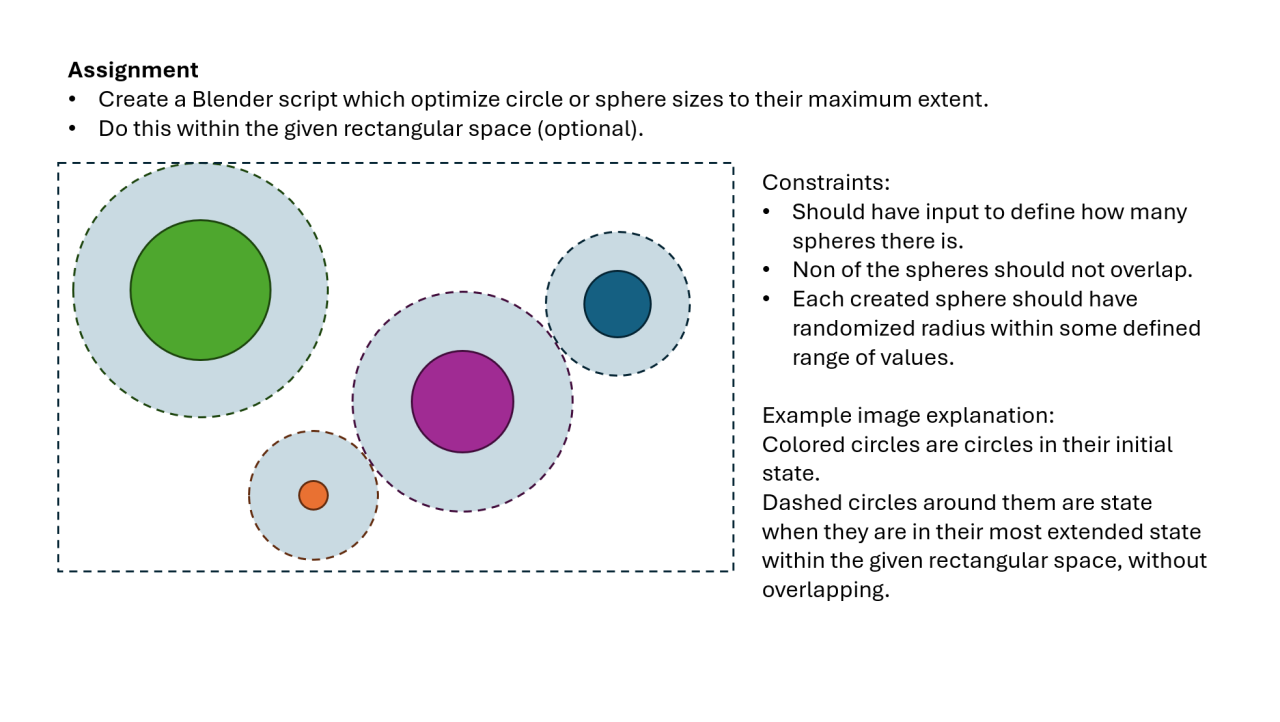 Assignment
• Create a Blender script which optimize circle or sphere sizes to their maximum extent.
• Do this within the given rectangular space (optional).
Constraints:
• Should have input to define how many
spheres there is.
• Non of the spheres should not overlap.
• Each created sphere should have
randomized radius within some defined
range of values.
Example image explanation:
Colored circles are circles in their initial
state.
Dashed circles around them are state
when they are in their most extended state
within the given rectangular space, without
overlapping.